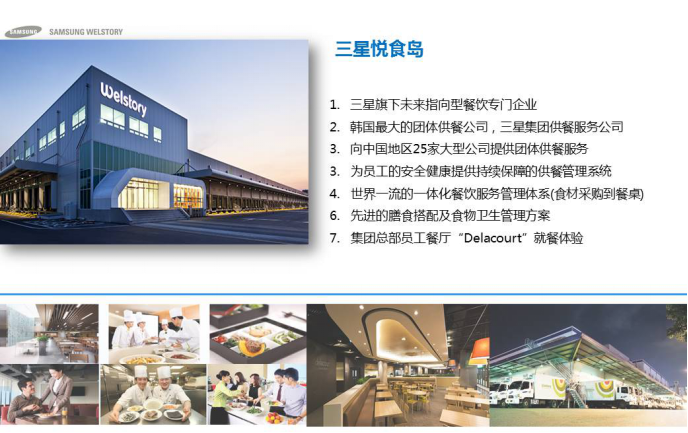 SAMSUNG SAMSUNG WELSTORY
三星悦食岛
Welstory
1. 三星旗下未来指向型餐饮专门企业
2. 韩国最大的团体供餐公司，三星集团供餐服务公司
3. 向中国地区25家大型公司提供团体供餐服务
3. 为员工的安全健康提供持续保障的供餐管理系统
4. 世界一流的一体化餐饮服务管理体系(食材采购到餐桌)
6. 先进的膳食搭配及食物卫生管理方案
7. 集团总部员工餐厅“Delacourt”就餐体验